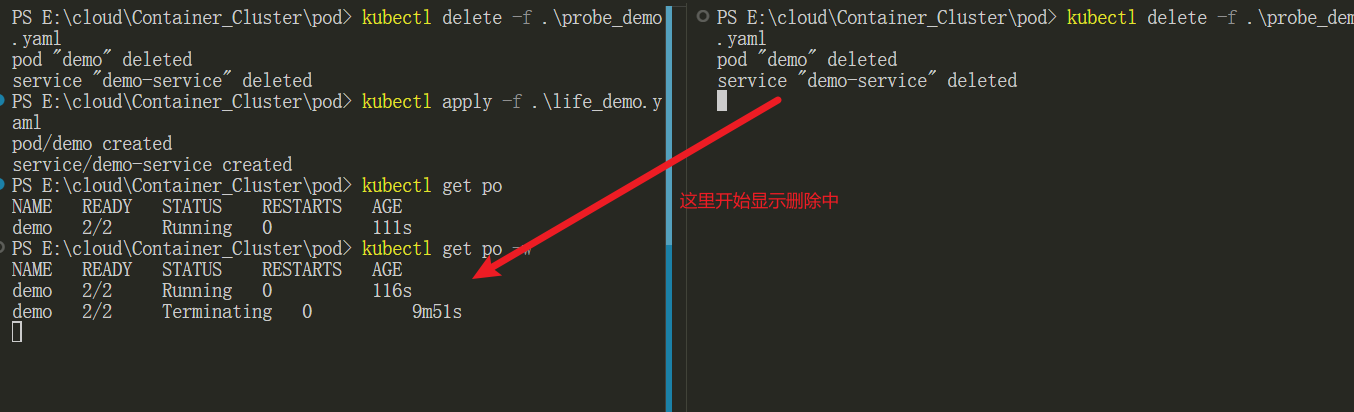 PS E:\cloud\Container_Cluster\pod> kubectl delete -f .\probe_demo
.yaml
pod "demo" deleted
service "demo-service" deleted
PS E:\cloud\Container_Cluster\pod> kubectl apply -f .\life_demo.y
aml
pod/demo created
service/demo-service created
PS E:\cloud\Container_Cluster\pod> kubectl get po
NAME READY STATUS RESTARTS AGE
demo 2/2 Running 0 111s
PS E:\cloud\Container_Cluster\pod> kubectl get po -w
NAME READY STATUS RESTARTS AGE
demo 2/2 Running 0 116s
demo 2/2 Terminating 0 9m51s
PS E:\cloud\Container_Cluster\pod> kubectl delete -f .\probe_dem
.yaml
pod "demo" deleted
service "demo-service" deleted
这里开始显示删除中